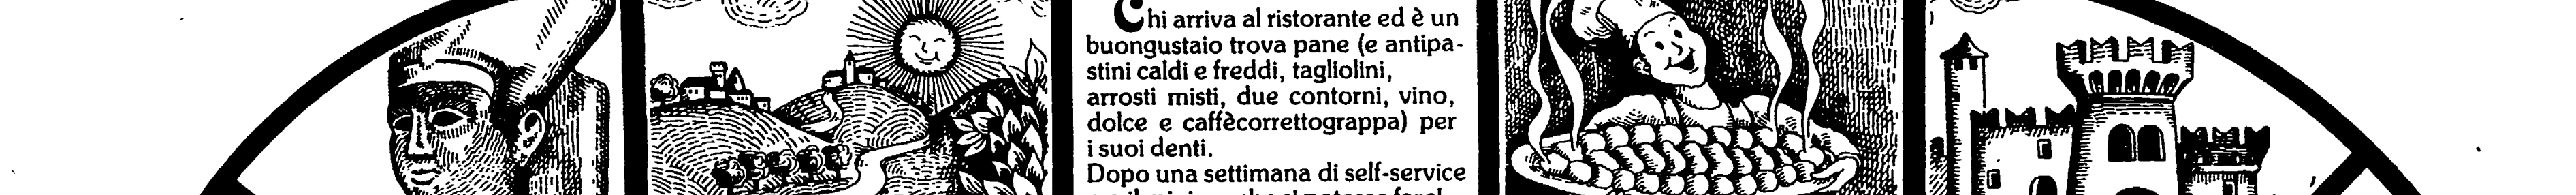 Chi arriva al ristorante ed è un
buongustaio trova pane (e antipa-
stini caldi e freddi, tagliolini,
arrosti misti, due contorni, vino,
dolce e caffècorrettograppa) per
i suoi denti.
Dopo una settimana di self-service